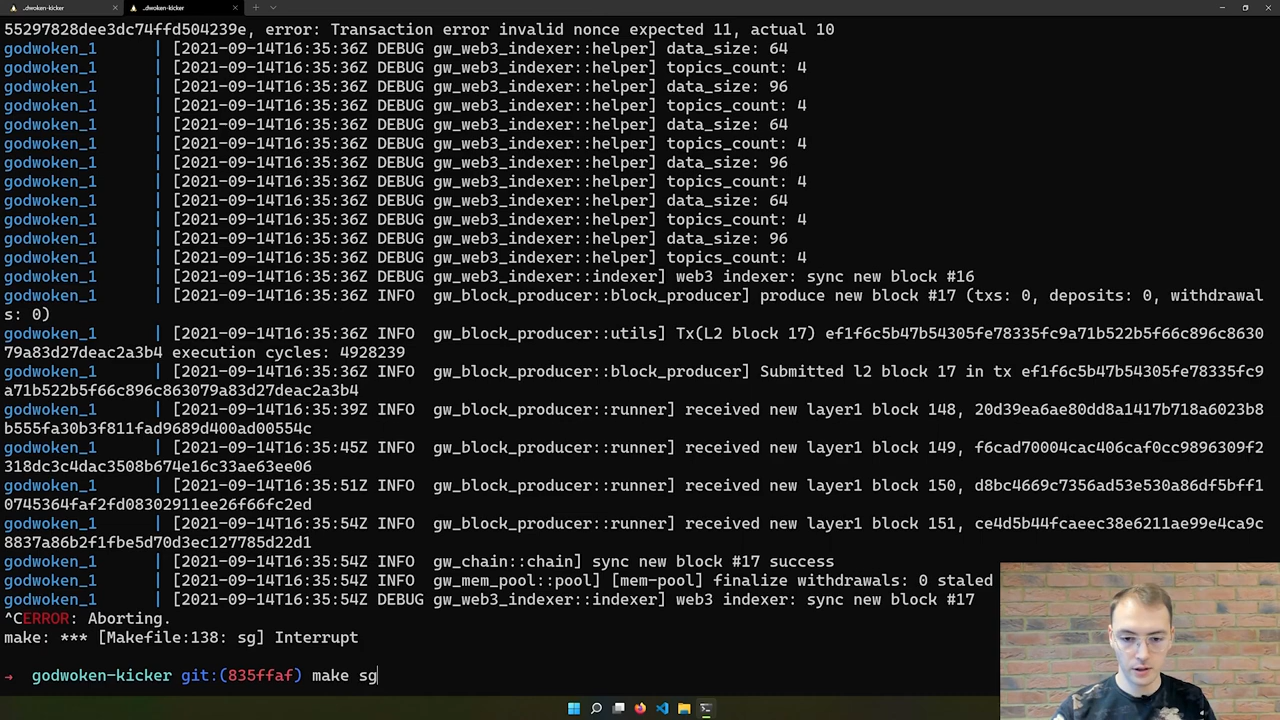 ..dwoken-kicker
..dwoken-kicker
55297828dee3dc74ffd504239e, error: Transaction error invalid nonce expected 11, actual 10
godwoken_1 | [2021-09-14T16:35:36Z DEBUG gw_web3_indexer::helper] data_size: 64
godwoken_1 | [2021-09-14T16:35:36Z DEBUG gw_web3_indexer::helper] topics_count: 4
godwoken_1 | [2021-09-14T16:35:36Z DEBUG gw_web3_indexer::helper] data_size: 96
godwoken_1 | [2021-09-14T16:35:36Z DEBUG gw_web3_indexer::helper] topics_count: 4
godwoken_1 | [2021-09-14T16:35:36Z DEBUG gw_web3_indexer::helper] data_size: 64
godwoken_1 | [2021-09-14T16:35:36Z DEBUG gw_web3_indexer::helper] topics_count: 4
godwoken_1 | [2021-09-14T16:35:36Z DEBUG gw_web3_indexer::helper] data_size: 96
godwoken_1 | [2021-09-14T16:35:36Z DEBUG gw_web3_indexer::helper] topics_count: 4
godwoken_1 | [2021-09-14T16:35:36Z DEBUG gw_web3_indexer::helper] data_size: 64
godwoken_1 | [2021-09-14T16:35:36Z DEBUG gw_web3_indexer::helper] topics_count: 4
godwoken_1 | [2021-09-14T16:35:36Z DEBUG gw_web3_indexer::helper] data_size: 96
godwoken_1 | [2021-09-14T16:35:36Z DEBUG gw_web3_indexer::helper] topics_count: 4
godwoken_1 | [2021-09-14T16:35:36Z DEBUG gw_web3_indexer::indexer] web3 indexer: sync new block #16
godwoken_1 | [2021-09-14T16:35:36Z INFO gw_block_producer::block_producer] produce new block #17 (txs: 0, deposits: 0, withdrawal
s: 0)
godwoken_1 | [2021-09-14T16:35:36Z INFO gw_block_producer::utils] Tx(L2 block 17) ef1f6c5b47b54305fe78335fc9a71b522b5f66c896c8630
79a83d27deac2a3b4 execution cycles: 4928239
godwoken_1 | [2021-09-14T16:35:36Z INFO gw_block_producer::block_producer] Submitted l2 block 17 in tx ef1f6c5b47b54305fe78335fc9
a71b522b5f66c896c863079a83d27deac2a3b4
godwoken_1 | [2021-09-14T16:35:39Z INFO gw_block_producer::runner] received new layer1 block 148, 20d39ea6ae80dd8a1417b718a6023b8
b555fa30b3f811fad9689d400ad00554c
godwoken_1 | [2021-09-14T16:35:45Z INFO gw_block_producer::runner] received new layer1 block 149, f6cad70004cac406caf0cc9896309f2
318dc3c4dac3508b674e16c33ae63ee06
godwoken_1 | [2021-09-14T16:35:51Z INFO gw_block_producer::runner] received new layer1 block 150, d8bc4669c7356ad53e530a86df5bff1
0745364faf2fd08302911ee26f66fc2ed
godwoken_1 | [2021-09-14T16:35:54Z INFO gw_block_producer::runner] received new layer1 block 151, ce4d5b44fcaeec38e6211ae99e4ca9c
8837a86b2f1fbe5d70d3ec127785d22d1
godwoken_1 | [2021-09-14T16:35:54Z INFO gw_chain::chain] sync new block #17 success
godwoken_1 | [2021-09-14T16:35:54Z INFO gw_mem_pool::pool] [mem-pool] finalize withdrawals: 0 staled
godwoken_1 | [2021-09-14T16:35:54Z DEBUG gw_web3_indexer::indexer] web3 indexer: sync new block #17
^CERROR: Aborting.
make: *** [Makefile:138: sg] Interrupt
→ godwoken-kicker git:(835ffaf) make sg